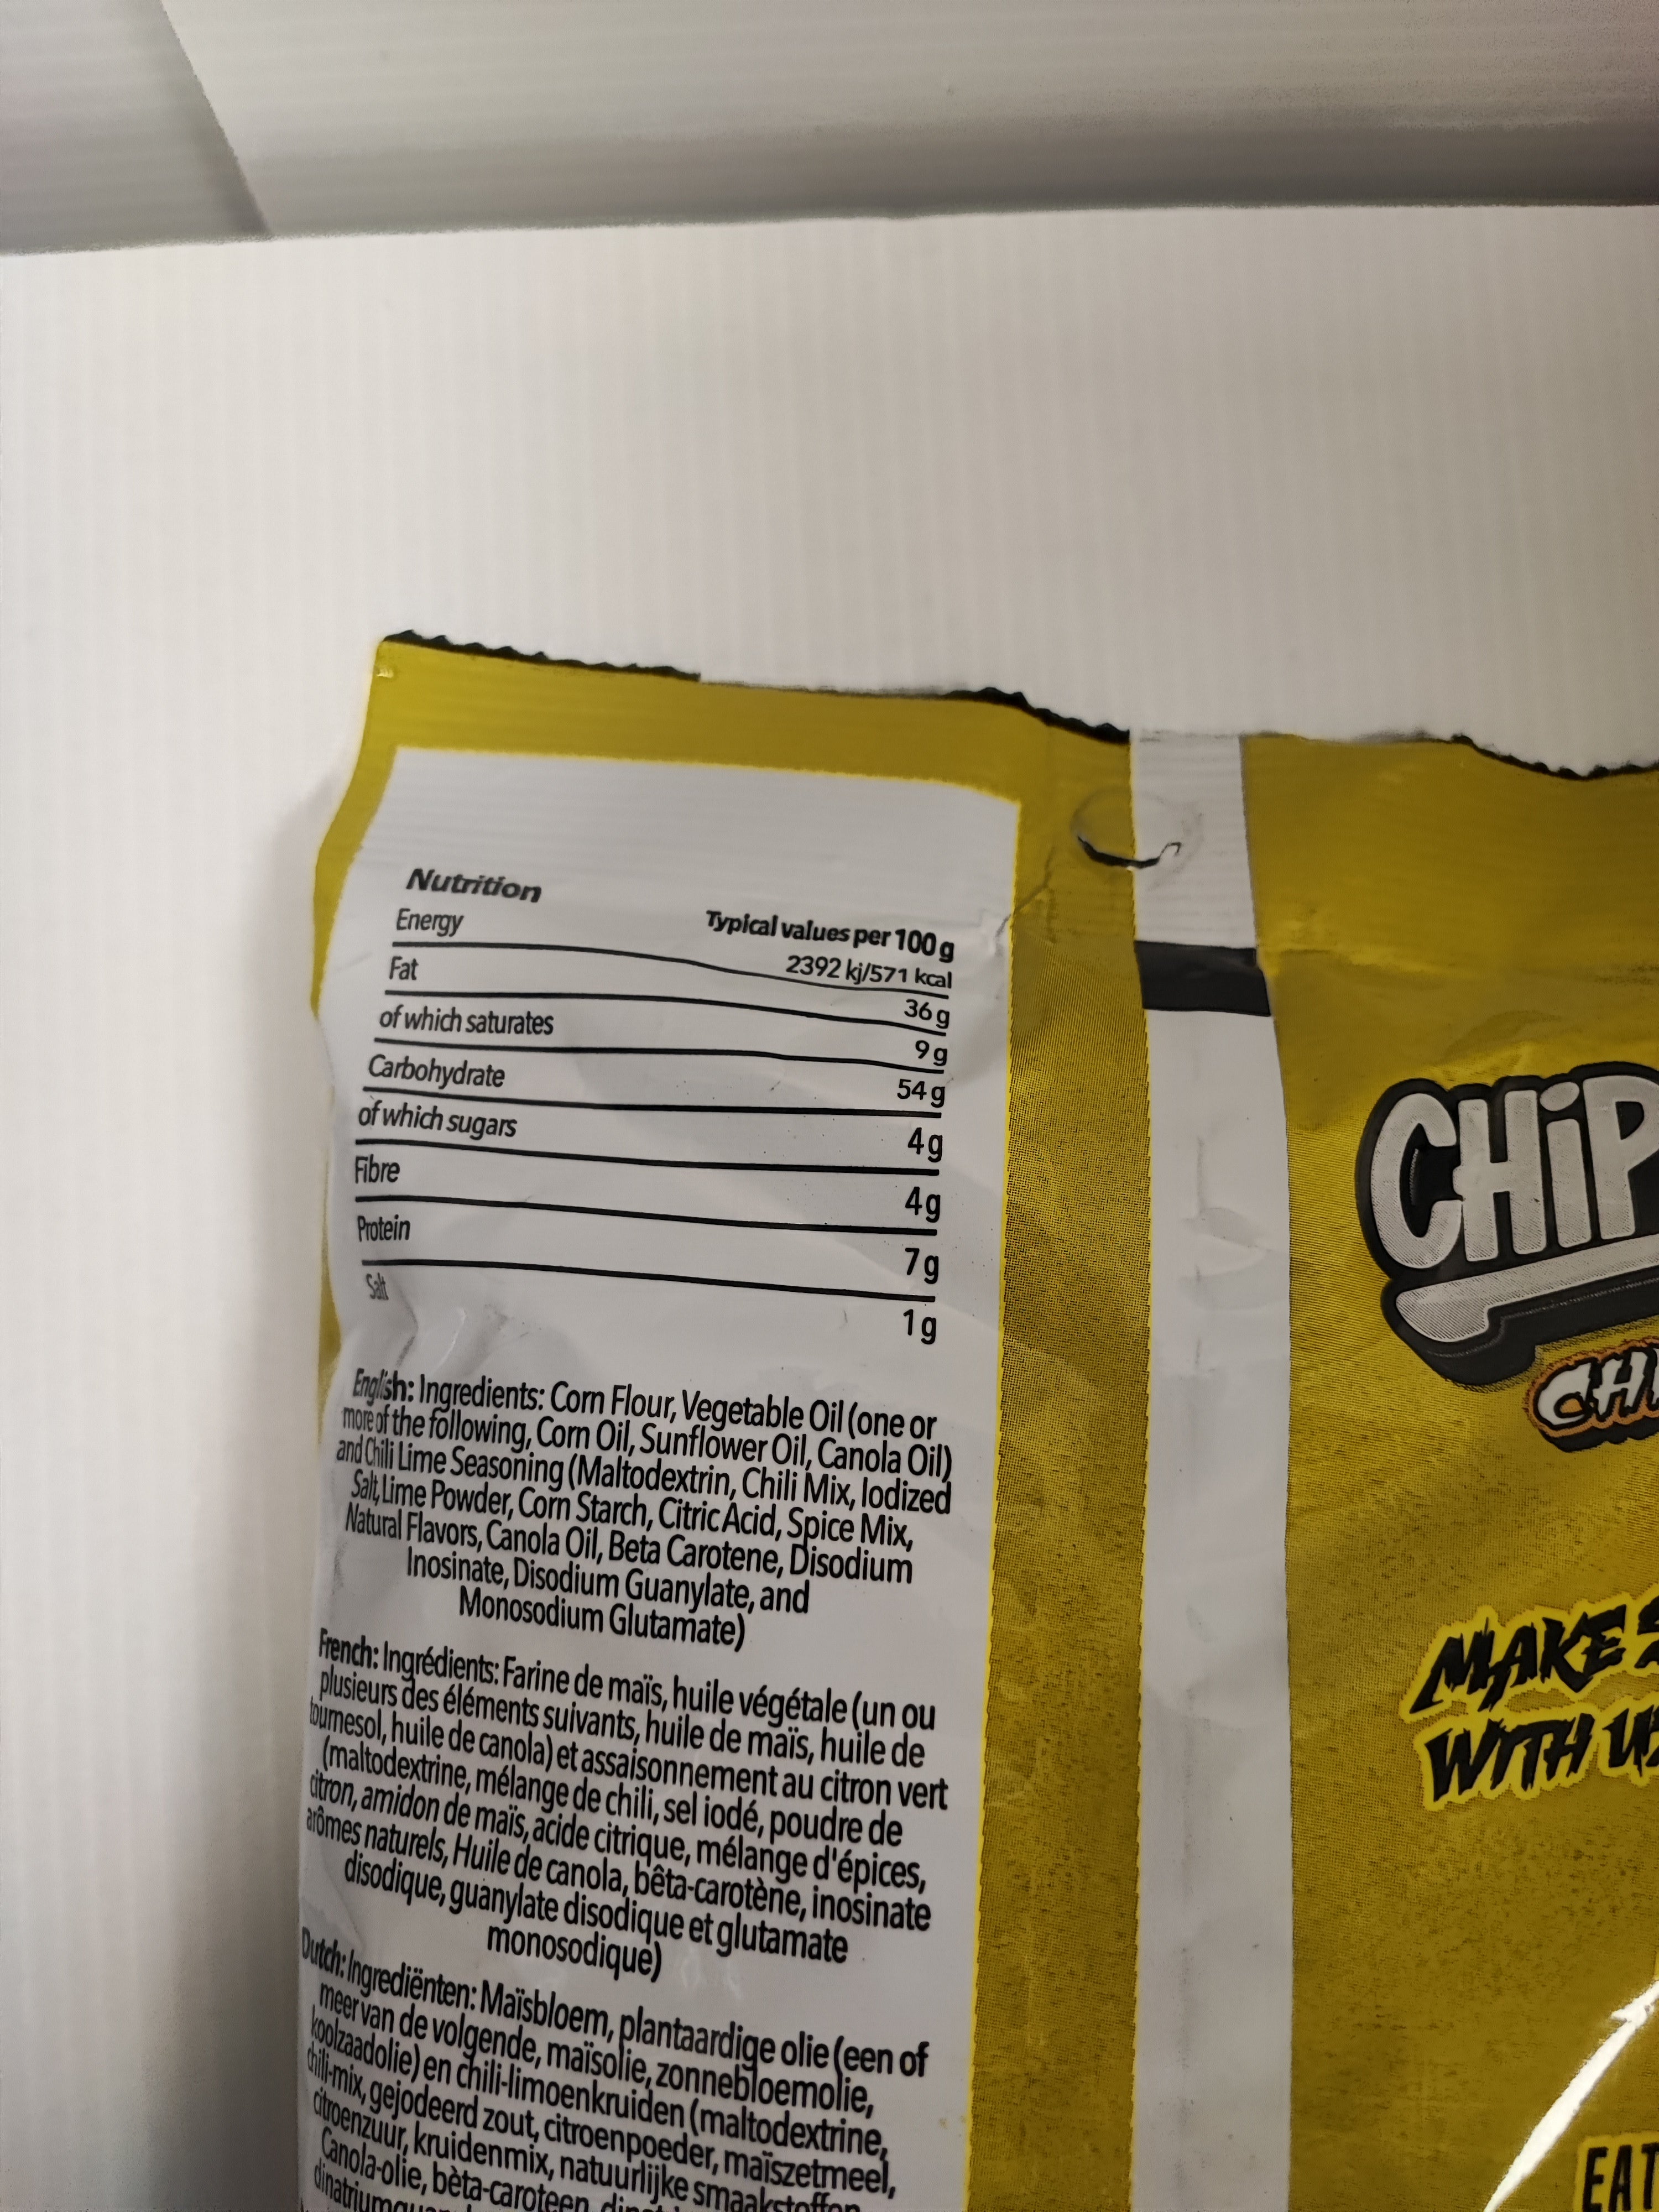 Nutrition
Typical values per 100 g
Energy 2392 kj/571 kcal
Fat 36 g
of which saturates 9 g
Carbohydrate 54 g
of which sugars 4 g
Fibre 4 g
Protein 7 g
Salt 1 g
English: Ingredients: Corn Flour, Vegetable Oil (one or
more of the following, Corn Oil, Sunflower Oil, Canola Oil)
and Chili Lime Seasoning (Maltodextrin, Chili Mix, Iodized
Salt, Lime Powder, Corn Starch, Citric Acid, Spice Mix,
Natural Flavors, Canola Oil, Beta Carotene, Disodium
Inosinate, Disodium Guanylate, and
Monosodium Glutamate)
French: Ingrédients: Farine de maïs, huile végétale (un ou
plusieurs des éléments suivants, huile de maïs, huile de
tournesol, huile de canola) et assaisonnement au citron vert
(maltodextrine, mélange de chili, sel iodé, poudre de
citron, amidon de maïs, acide citrique, mélange d'épices,
arômes naturels, Huile de canola, bêta-carotène, inosinate
disodique, guanylate disodique et glutamate
monosodique)
Dutch: Ingrediënten: Maïsbloem, plantaardige olie (een of
meer van de volgende, maïsolie, zonnebloemolie,
koolzaadolie) en chili-limoenkruiden (maltodextrine,
chili-mix, gejodeerd zout, citroenpoeder, maïszetmeel,
citroenzuur, kruidenmix, natuurlijke smaakstoffen,
Canola-olie, bèta-caroteen,
CHIP
CHI
MAKE
WITH
EAT